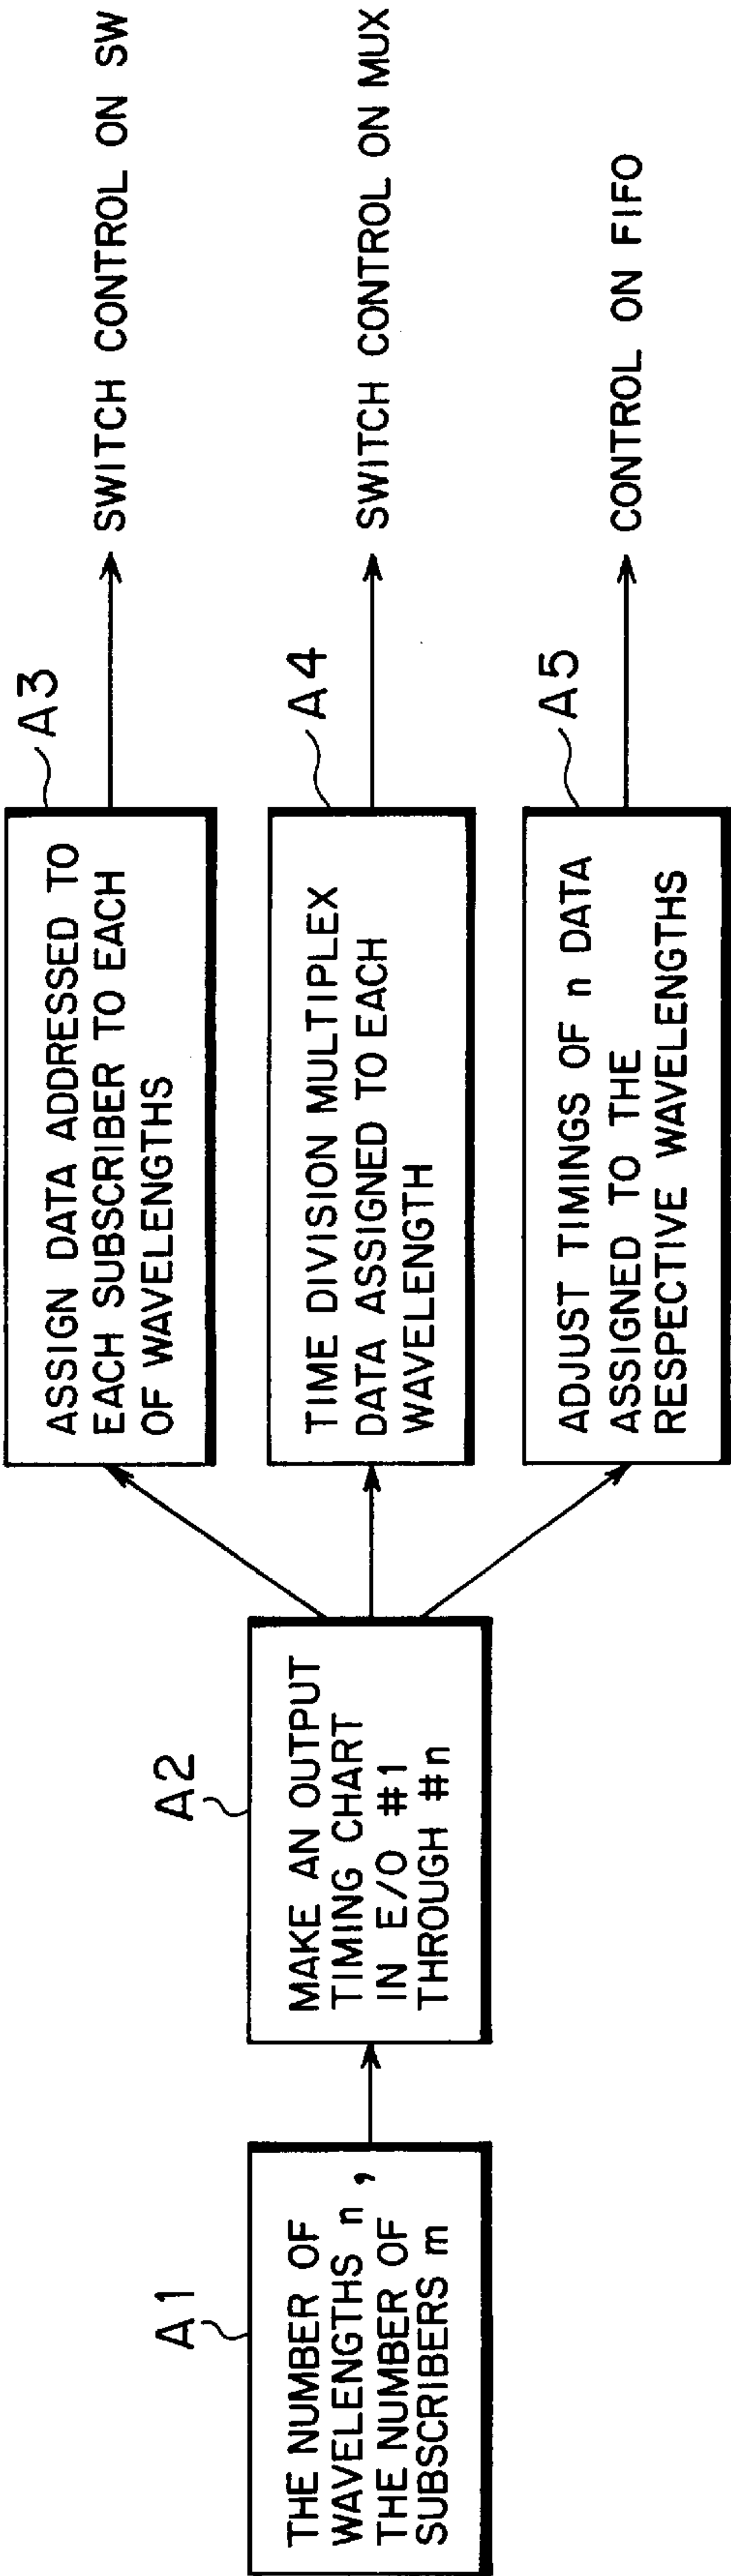 A1
THE NUMBER OF
WAVELENGTHS n ,
THE NUMBER OF
SUBSCRIBERS m
A2
MAKE AN OUTPUT
TIMING CHART
IN E/O #1
THROUGH #n
A3
ASSIGN DATA ADDRESSED TO
EACH SUBSCRIBER TO EACH
OF WAVELENGTHS
SWITCH CONTROL ON SW
A4
TIME DIVISION MULTIPLEX
DATA ASSIGNED TO EACH
WAVELENGTH
SWITCH CONTROL ON MUX
A5
ADJUST TIMINGS OF n DATA
ASSIGNED TO THE
RESPECTIVE WAVELENGTHS
CONTROL ON FIFO